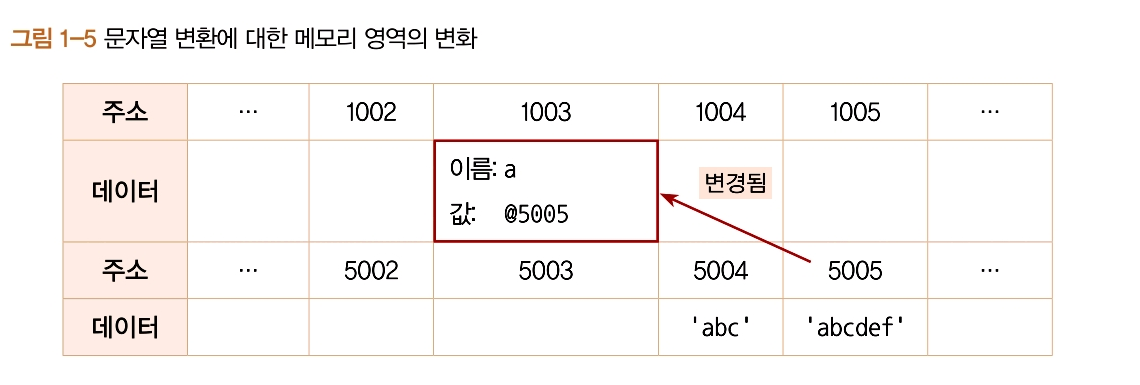 그림 1-5 문자열 변환에 대한 메모리 영역의 변화
주소 … 1002 1003 1004 1005 …
데이터 이름: a 값: @5005 변경됨
주소 … 5002 5003 5004 5005 …
데이터 'abc' 'abcdef'